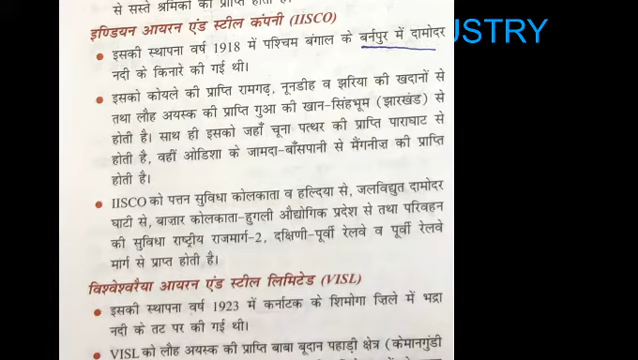 से सस्ते श्रमिकों की प्राप्ति होती है।
इण्डियन आयरन एंड स्टील कंपनी (IISCO)
USTRY
• इसकी स्थापना वर्ष 1918 में पश्चिम बंगाल के बर्नपुर में दामोदर
नदी के किनारे की गई थी।
• इसको कोयले की प्राप्ति रामगढ़, नूनडीह व झरिया की खदानों से
तथा लौह अयस्क की प्राप्ति गुआ की खान-सिंहभूम (झारखंड) से
होती है। साथ ही इसको जहाँ चूना पत्थर की प्राप्ति पाराघाट से
होती है, वहीं ओडिशा के जामदा-बाँसपानी से मैंगनीज की प्राप्ति
होती है।
• IISCO को पत्तन सुविधा कोलकाता व हल्दिया से, जलविद्युत दामोदर
घाटी से, बाजार कोलकाता-हुगली औद्योगिक प्रदेश से तथा परिवहन
की सुविधा राष्ट्रीय राजमार्ग-2, दक्षिणी-पूर्वी रेलवे व पूर्वी रेलवे
मार्ग से प्राप्त होती है।
विश्वेश्वरैया आयरन एंड स्टील लिमिटेड (VISL)
• इसकी स्थापना वर्ष 1923 में कर्नाटक के शिमोगा ज़िले में भद्रा
नदी के तट पर की गई थी।
• VISL को लौह अयस्क की प्राप्ति बाबा बूदान पहाड़ी क्षेत्र (केमानगुंडी